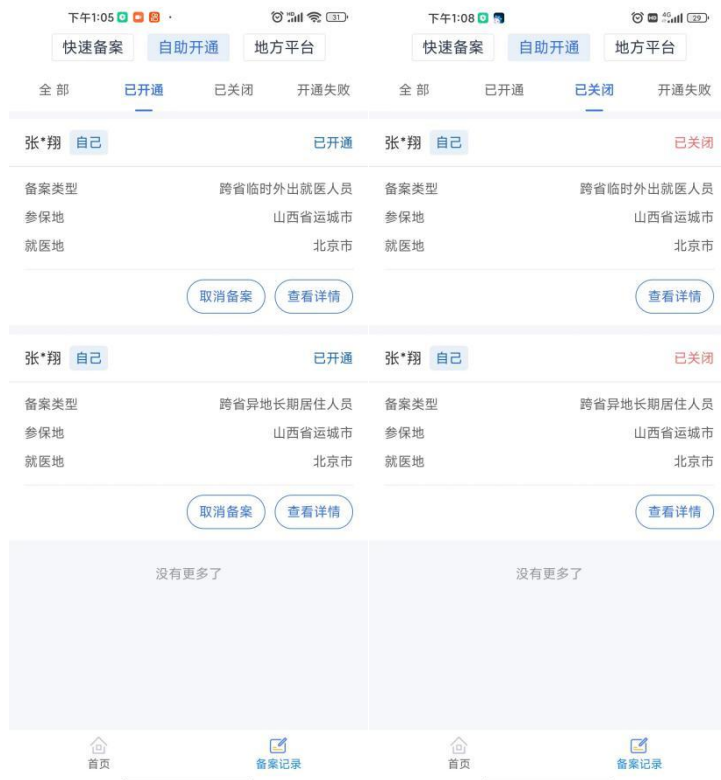 下午1:05
31
快速备案 自助开通 地方平台
全部 已开通 已关闭 开通失败
张*翔 自己 已开通
备案类型 跨省临时外出就医人员
参保地 山西省运城市
就医地 北京市
取消备案 查看详情
张*翔 自己 已开通
备案类型 跨省异地长期居住人员
参保地 山西省运城市
就医地 北京市
取消备案 查看详情
没有更多了
首页 备案记录
下午1:08
4G 29
快速备案 自助开通 地方平台
全部 已开通 已关闭 开通失败
张*翔 自己 已关闭
备案类型 跨省临时外出就医人员
参保地 山西省运城市
就医地 北京市
查看详情
张*翔 自己 已关闭
备案类型 跨省异地长期居住人员
参保地 山西省运城市
就医地 北京市
查看详情
没有更多了
首页 备案记录